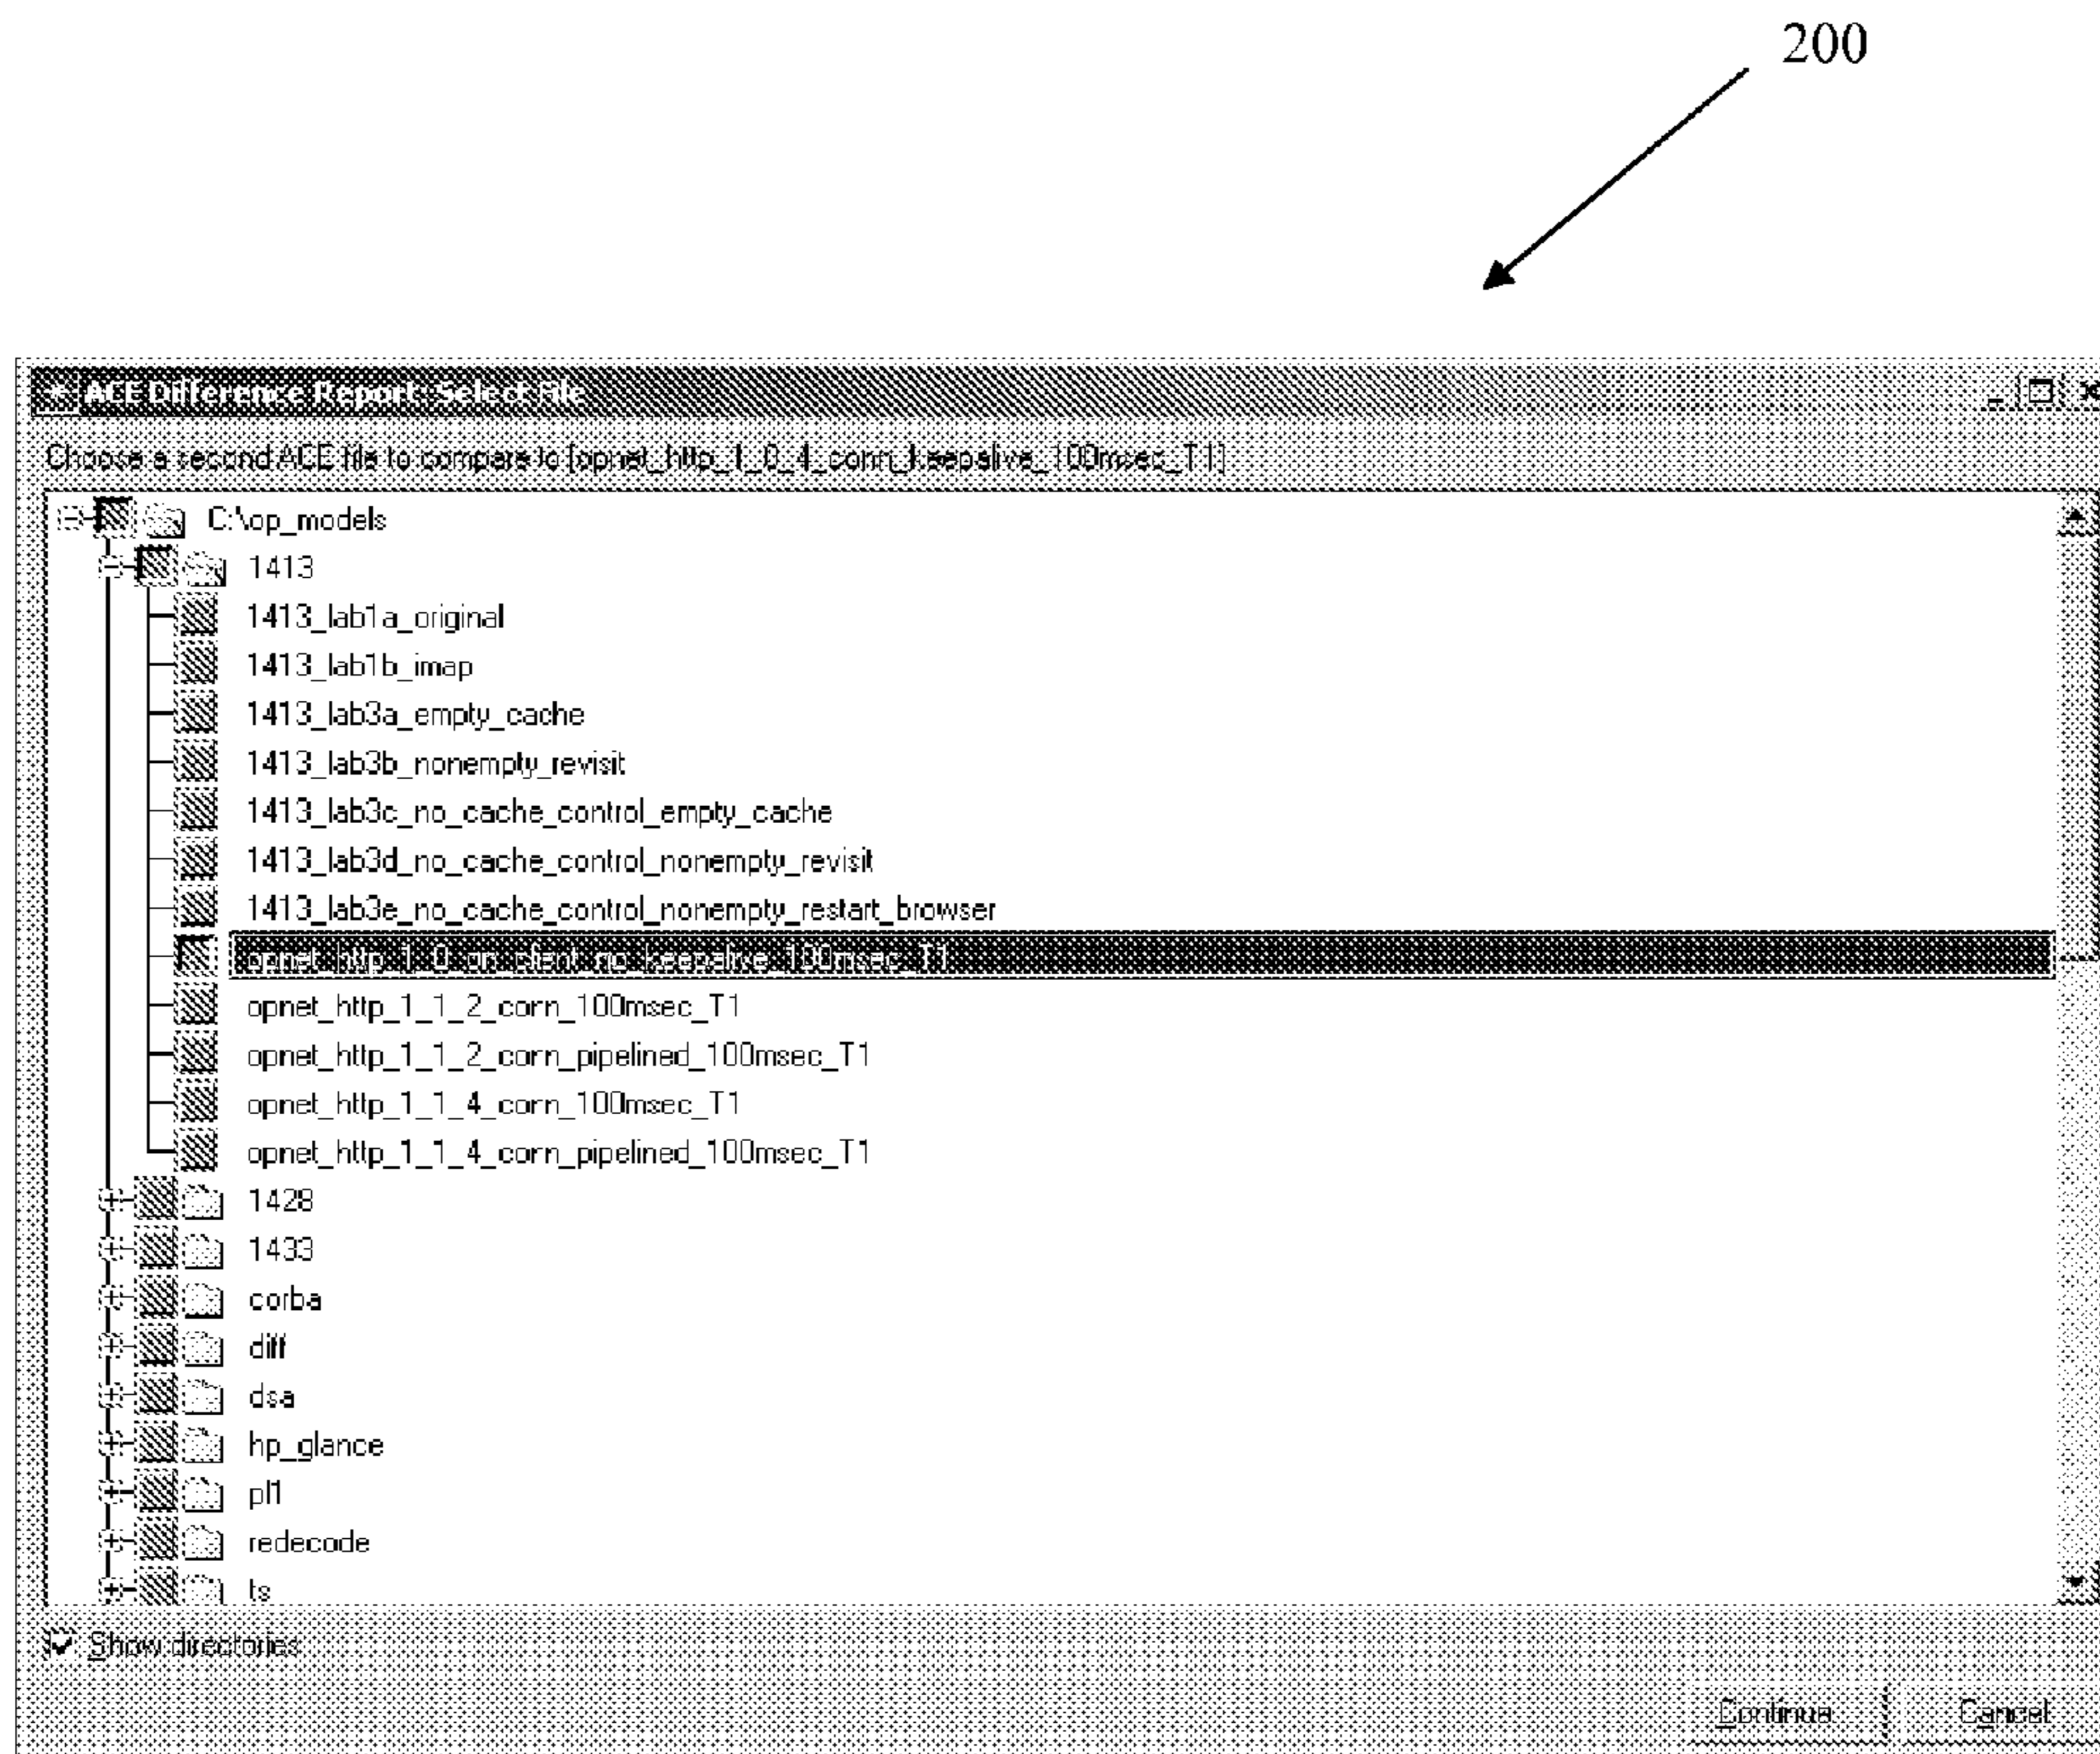 200
ACE Difference Report: Select File
Choose a second ACE file to compare to [opnet_http_1_0_4_conn_keepalive_100msec_T1]
C:\op_models
1413
1413_lab1a_original
1413_lab1b_imap
1413_lab3a_empty_cache
1413_lab3b_nonempty_revisit
1413_lab3c_no_cache_control_empty_cache
1413_lab3d_no_cache_control_nonempty_revisit
1413_lab3e_no_cache_control_nonempty_restart_browser
opnet_http_1_0_on_client_no_keepalive_100msec_T1
opnet_http_1_1_2_conn_100msec_T1
opnet_http_1_1_2_conn_pipelined_100msec_T1
opnet_http_1_1_4_conn_100msec_T1
opnet_http_1_1_4_conn_pipelined_100msec_T1
1428
1433
corba
diff
dsa
hp_glance
pl1
redecode
ts
Show directories
Continue Cancel